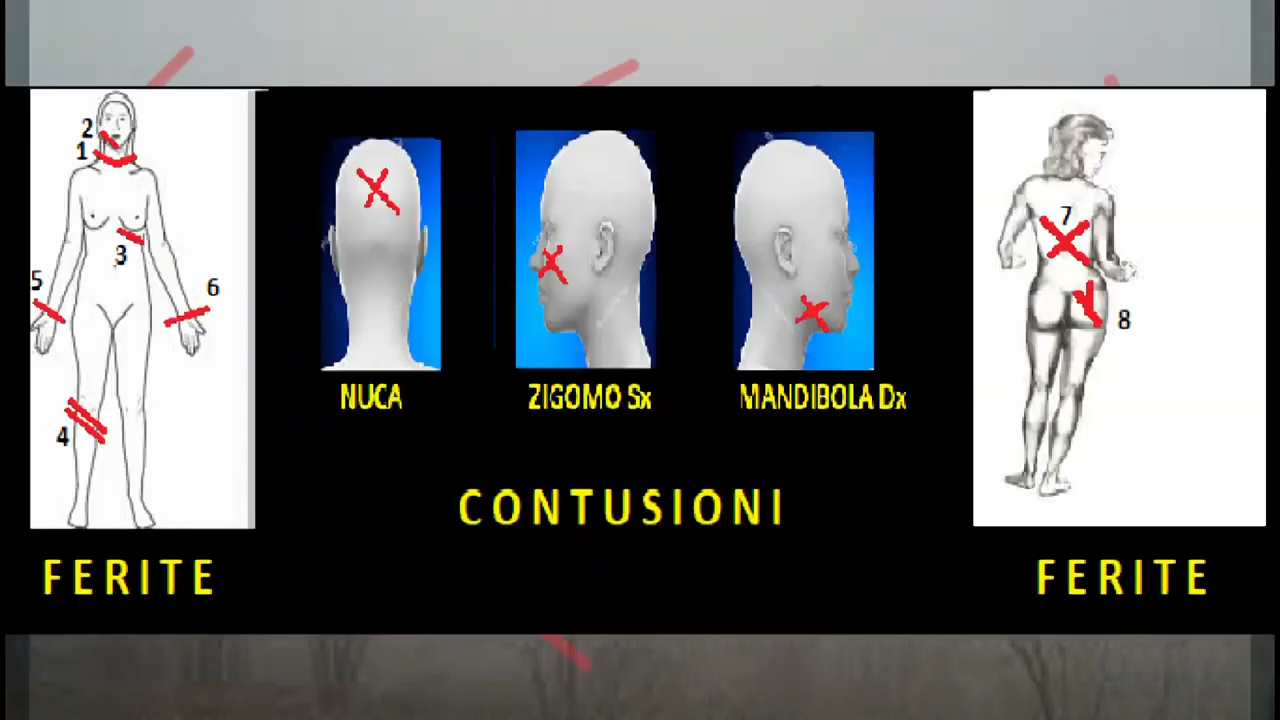 2
1
3
5
6
4
NUCA
ZIGOMO Sx
MANDIBOLA Dx
CONTUSIONI
FERITE
7
8
FERITE